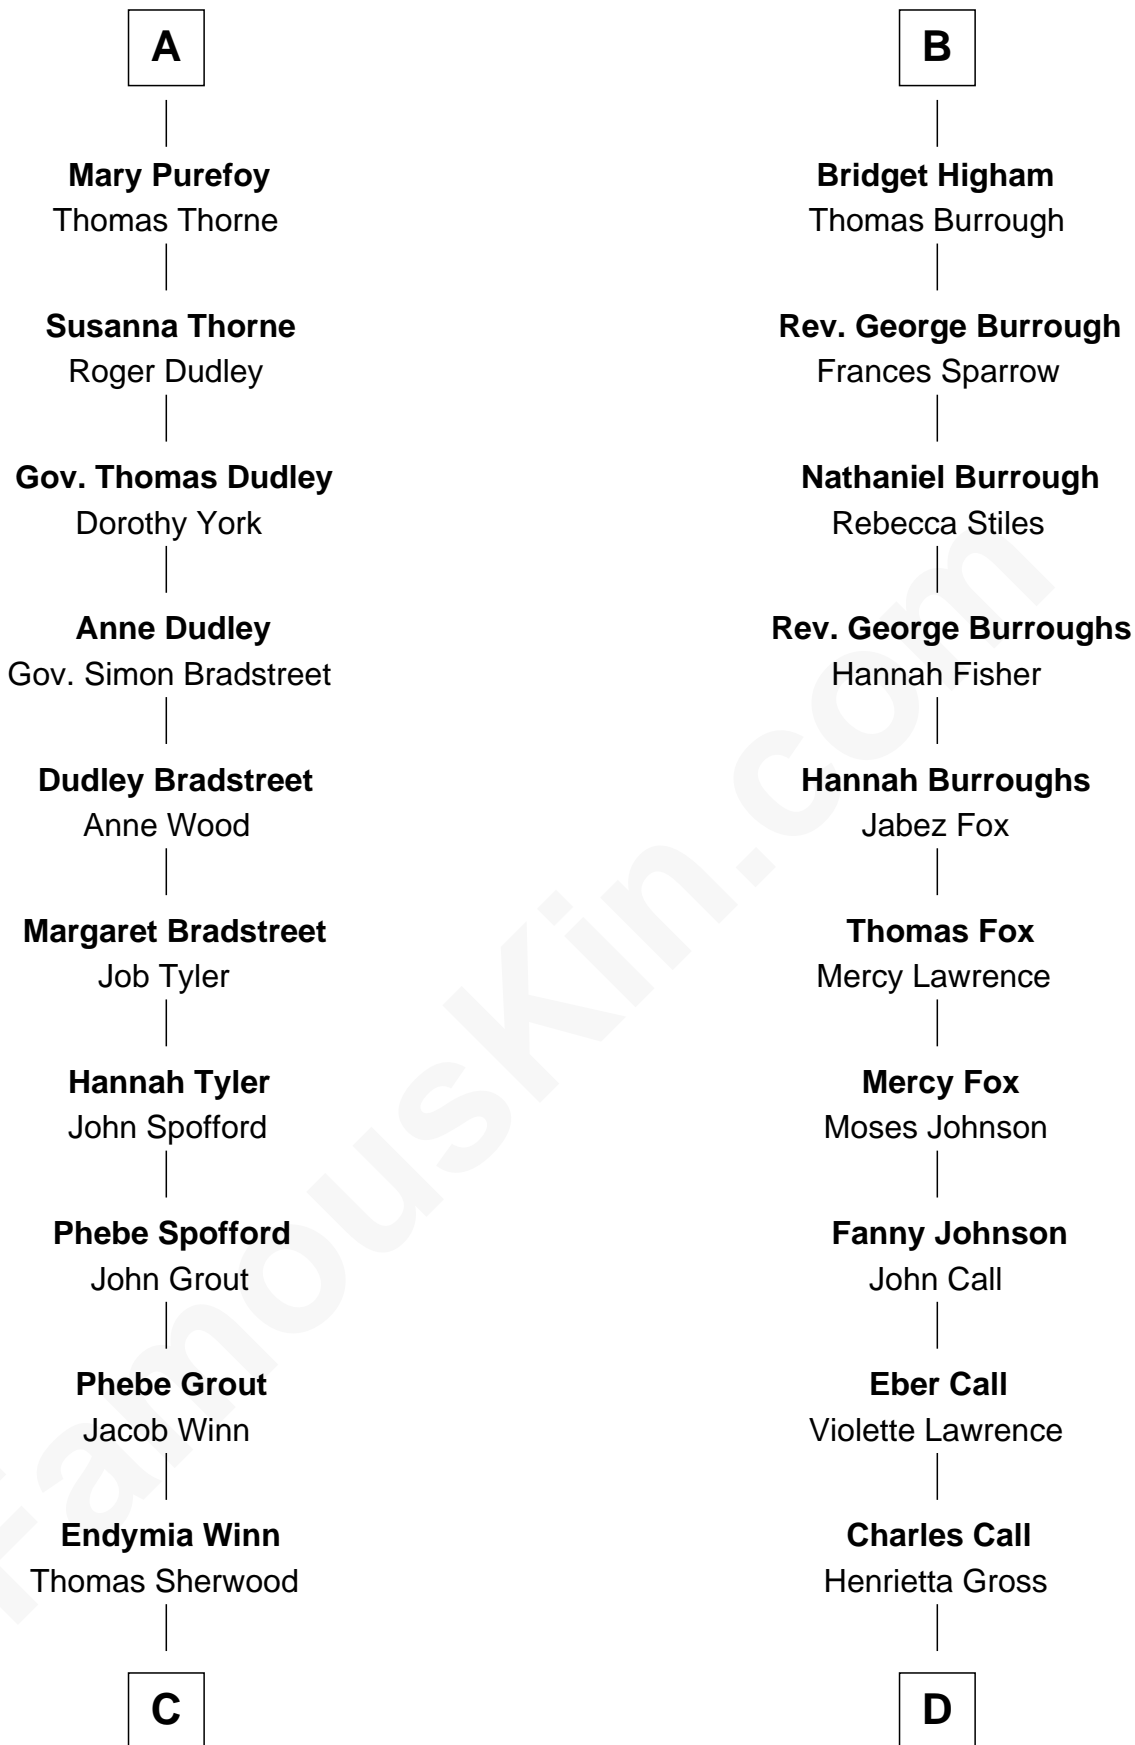 A
Mary Purefoy
Thomas Thorne
Susanna Thorne
Roger Dudley
Gov. Thomas Dudley
Dorothy York
Anne Dudley
Gov. Simon Bradstreet
Dudley Bradstreet
Anne Wood
Margaret Bradstreet
Job Tyler
Hannah Tyler
John Spofford
Phebe Spofford
John Grout
Phebe Grout
Jacob Winn
Endymia Winn
Thomas Sherwood
C
B
Bridget Higham
Thomas Burrough
Rev. George Burrough
Frances Sparrow
Nathaniel Burrough
Rebecca Stiles
Rev. George Burroughs
Hannah Fisher
Hannah Burroughs
Jabez Fox
Thomas Fox
Mercy Lawrence
Mercy Fox
Moses Johnson
Fanny Johnson
John Call
Eber Call
Violette Lawrence
Charles Call
Henrietta Gross
D
FamousKin.com